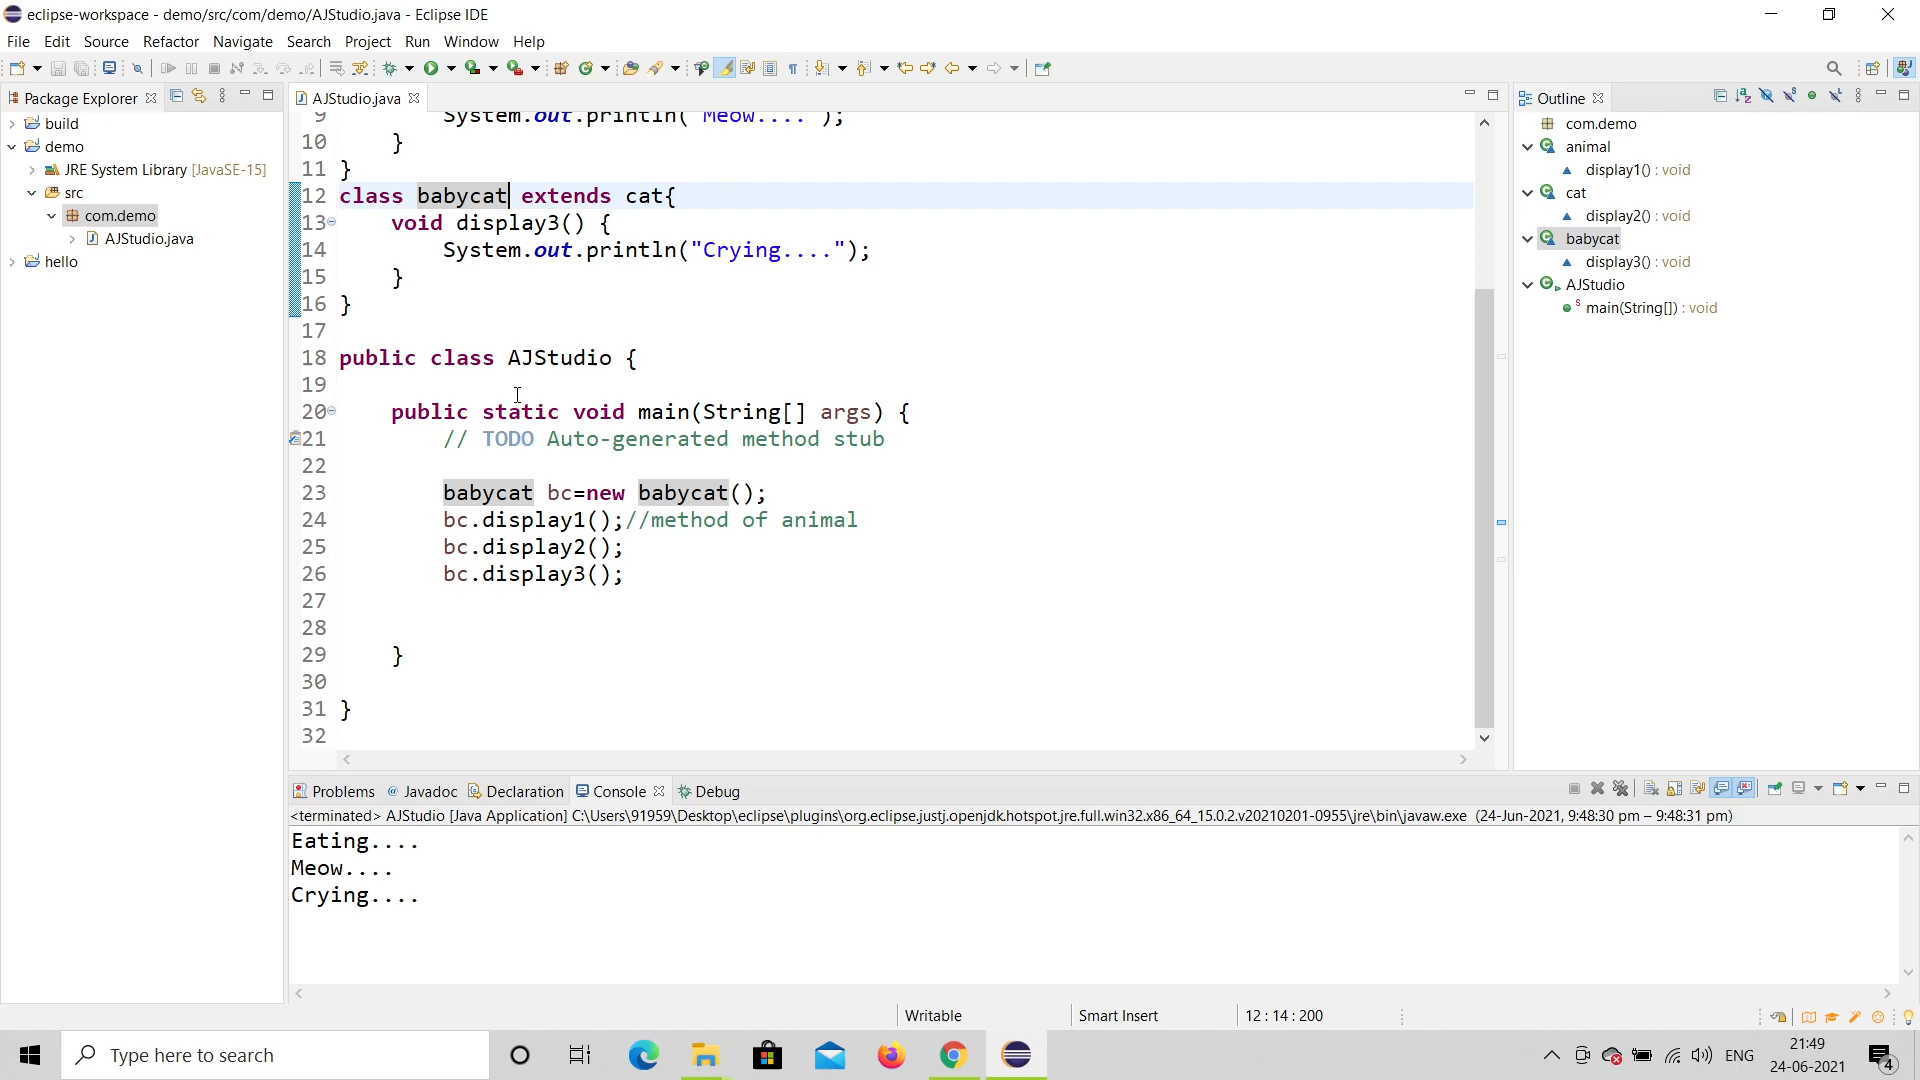 eclipse-workspace - demo/src/com/demo/AJStudio.java - Eclipse IDE
File Edit Source Refactor Navigate Search Project Run Window Help
Package Explorer
build
demo
JRE System Library [JavaSE-15]
src
com.demo
AJStudio.java
hello
AJStudio.java
9 System.out.println("Meow....");
10 }
11 }
12 class babycat extends cat{
13 void display3() {
14 System.out.println("Crying....");
15 }
16 }
17
18 public class AJStudio {
19
20 public static void main(String[] args) {
21 // TODO Auto-generated method stub
22
23 babycat bc=new babycat();
24 bc.display1();//method of animal
25 bc.display2();
26 bc.display3();
27
28
29 }
30
31 }
32
Outline
com.demo
animal
display1() : void
cat
display2() : void
babycat
display3() : void
AJStudio
main(String[]) : void
Problems @ Javadoc Declaration Console Debug
<terminated> AJStudio [Java Application] C:\Users\91959\Desktop\eclipse\plugins\org.eclipse.justj.openjdk.hotspot.jre.full.win32.x86_64_15.0.2.v20210201-0955\jre\bin\javaw.exe (24-Jun-2021, 9:48:30 pm – 9:48:31 pm)
Eating....
Meow....
Crying....
Writable Smart Insert 12 : 14 : 200
Type here to search
ENG
21:49
24-06-2021
4